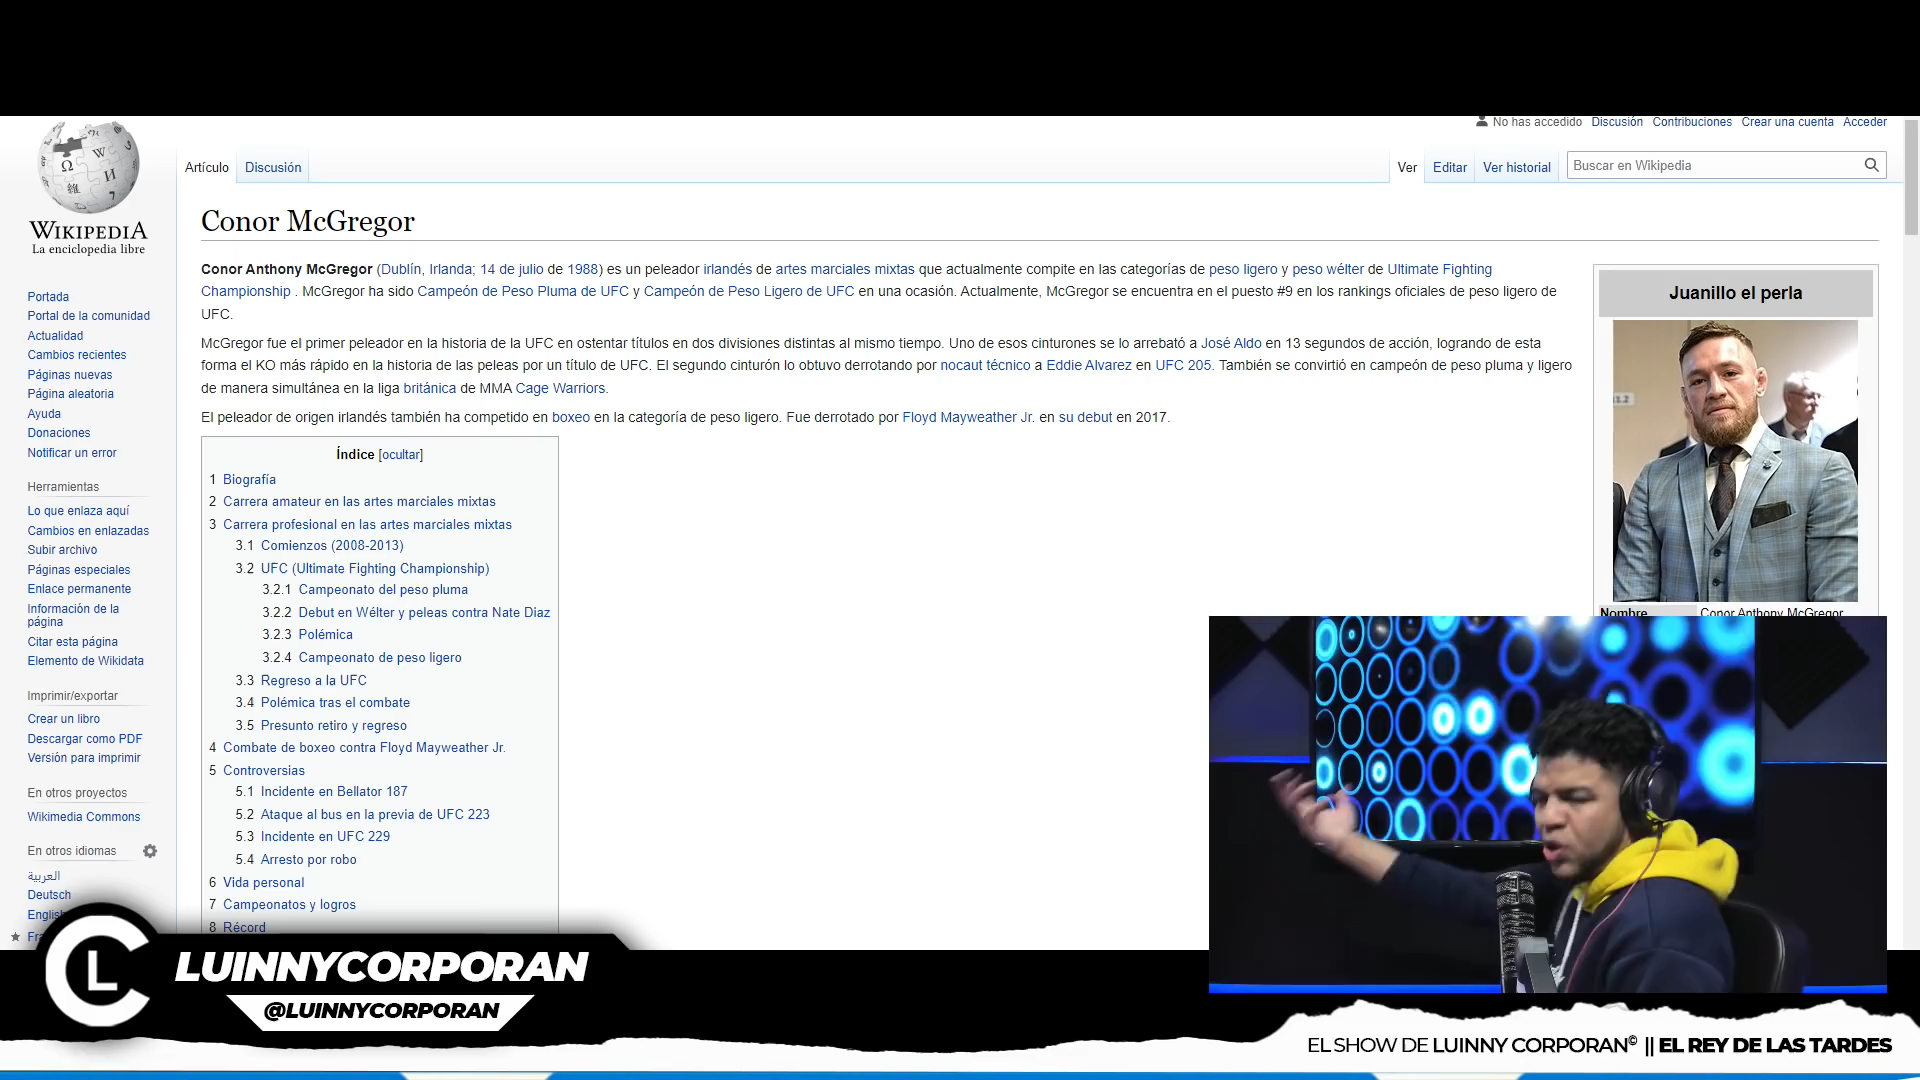 No has accedido Discusión Contribuciones Crear una cuenta Acceder
Artículo Discusión
Ver Editar Ver historial Buscar en Wikipedia
WIKIPEDIA
La enciclopedia libre
Portada
Portal de la comunidad
Actualidad
Cambios recientes
Páginas nuevas
Página aleatoria
Ayuda
Donaciones
Notificar un error
Herramientas
Lo que enlaza aquí
Cambios en enlazadas
Subir archivo
Páginas especiales
Enlace permanente
Información de la
página
Citar esta página
Elemento de Wikidata
Imprimir/exportar
Crear un libro
Descargar como PDF
Versión para imprimir
En otros proyectos
Wikimedia Commons
En otros idiomas
العربية
Deutsch
English
Conor McGregor
Conor Anthony McGregor (Dublín, Irlanda; 14 de julio de 1988) es un peleador irlandés de artes marciales mixtas que actualmente compite en las categorías de peso ligero y peso wélter de Ultimate Fighting
Championship . McGregor ha sido Campeón de Peso Pluma de UFC y Campeón de Peso Ligero de UFC en una ocasión. Actualmente, McGregor se encuentra en el puesto #9 en los rankings oficiales de peso ligero de
UFC.
McGregor fue el primer peleador en la historia de la UFC en ostentar títulos en dos divisiones distintas al mismo tiempo. Uno de esos cinturones se lo arrebató a José Aldo en 13 segundos de acción, logrando de esta
forma el KO más rápido en la historia de las peleas por un título de UFC. El segundo cinturón lo obtuvo derrotando por nocaut técnico a Eddie Alvarez en UFC 205. También se convirtió en campeón de peso pluma y ligero
de manera simultánea en la liga británica de MMA Cage Warriors.
El peleador de origen irlandés también ha competido en boxeo en la categoría de peso ligero. Fue derrotado por Floyd Mayweather Jr. en su debut en 2017.
Índice [ocultar]
1 Biografía
2 Carrera amateur en las artes marciales mixtas
3 Carrera profesional en las artes marciales mixtas
3.1 Comienzos (2008-2013)
3.2 UFC (Ultimate Fighting Championship)
3.2.1 Campeonato del peso pluma
3.2.2 Debut en Wélter y peleas contra Nate Diaz
3.2.3 Polémica
3.2.4 Campeonato de peso ligero
3.3 Regreso a la UFC
3.4 Polémica tras el combate
3.5 Presunto retiro y regreso
4 Combate de boxeo contra Floyd Mayweather Jr.
5 Controversias
5.1 Incidente en Bellator 187
5.2 Ataque al bus en la previa de UFC 223
5.3 Incidente en UFC 229
5.4 Arresto por robo
6 Vida personal
7 Campeonatos y logros
8 Récord
Juanillo el perla
Nombre Conor Anthony McGregor
LUINNYCORPORAN
@LUINNYCORPORAN
EL SHOW DE LUINNY CORPORAN© || EL REY DE LAS TARDES